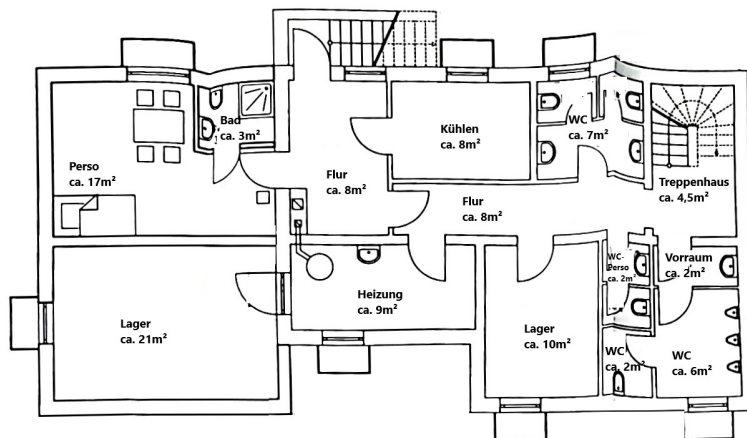 Bad
ca. 3m²
Kühlen
ca. 8m²
WC
ca. 7m²
Perso
ca. 17m²
Flur
ca. 8m²
Flur
ca. 8m²
Treppenhaus
ca. 4,5m²
WC-
Perso
ca. 2m²
Vorraum
ca. 2m²
Heizung
ca. 9m²
Lager
ca. 21m²
Lager
ca. 10m²
WC
ca. 2m²
WC
ca. 6m²